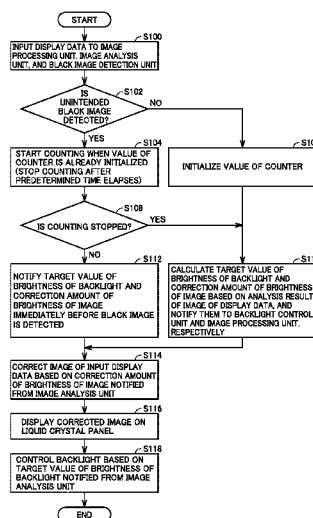 START
S100
INPUT DISPLAY DATA TO IMAGE
PROCESSING UNIT, IMAGE ANALYSIS
UNIT, AND BLACK IMAGE DETECTION UNIT
S102
IS
UNINTENDED
BLACK IMAGE
DETECTED?
NO
YES
S104
START COUNTING WHEN VALUE OF
COUNTER IS ALREADY INITIALIZED
(STOP COUNTING AFTER
PREDETERMINED TIME ELAPSES)
S10
INITIALIZE VALUE OF COUNTER
S108
IS COUNTING STOPPED?
YES
NO
S112
NOTIFY TARGET VALUE OF
BRIGHTNESS OF BACKLIGHT AND
CORRECTION AMOUNT OF
BRIGHTNESS OF IMAGE
IMMEDIATELY BEFORE BLACK IMAGE
IS DETECTED
S11
CALCULATE TARGET VALUE OF
BRIGHTNESS OF BACKLIGHT AND
CORRECTION AMOUNT OF BRIGHTNESS
OF IMAGE BASED ON ANALYSIS RESULT
OF IMAGE OF DISPLAY DATA, AND
NOTIFY THEM TO BACKLIGHT CONTROL
UNIT AND IMAGE PROCESSING UNIT,
RESPECTIVELY
S114
CORRECT IMAGE OF INPUT DISPLAY
DATA BASED ON CORRECTION AMOUNT
OF BRIGHTNESS OF IMAGE NOTIFIED
FROM IMAGE ANALYSIS UNIT
S116
DISPLAY CORRECTED IMAGE ON
LIQUID CRYSTAL PANEL
S118
CONTROL BACKLIGHT BASED ON
TARGET VALUE OF BRIGHTNESS OF
BACKLIGHT NOTIFIED FROM IMAGE
ANALYSIS UNIT
END